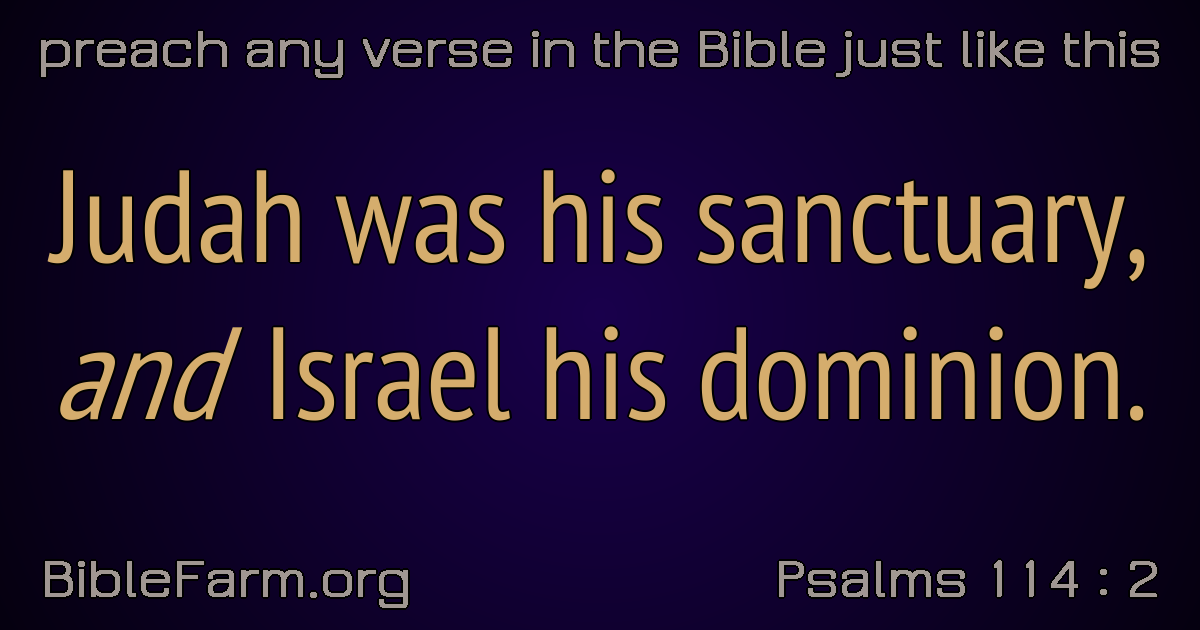 preach any verse in the Bible just like this
Judah was his sanctuary,
and Israel his dominion.
BibleFarm.org
Psalms 114 : 2